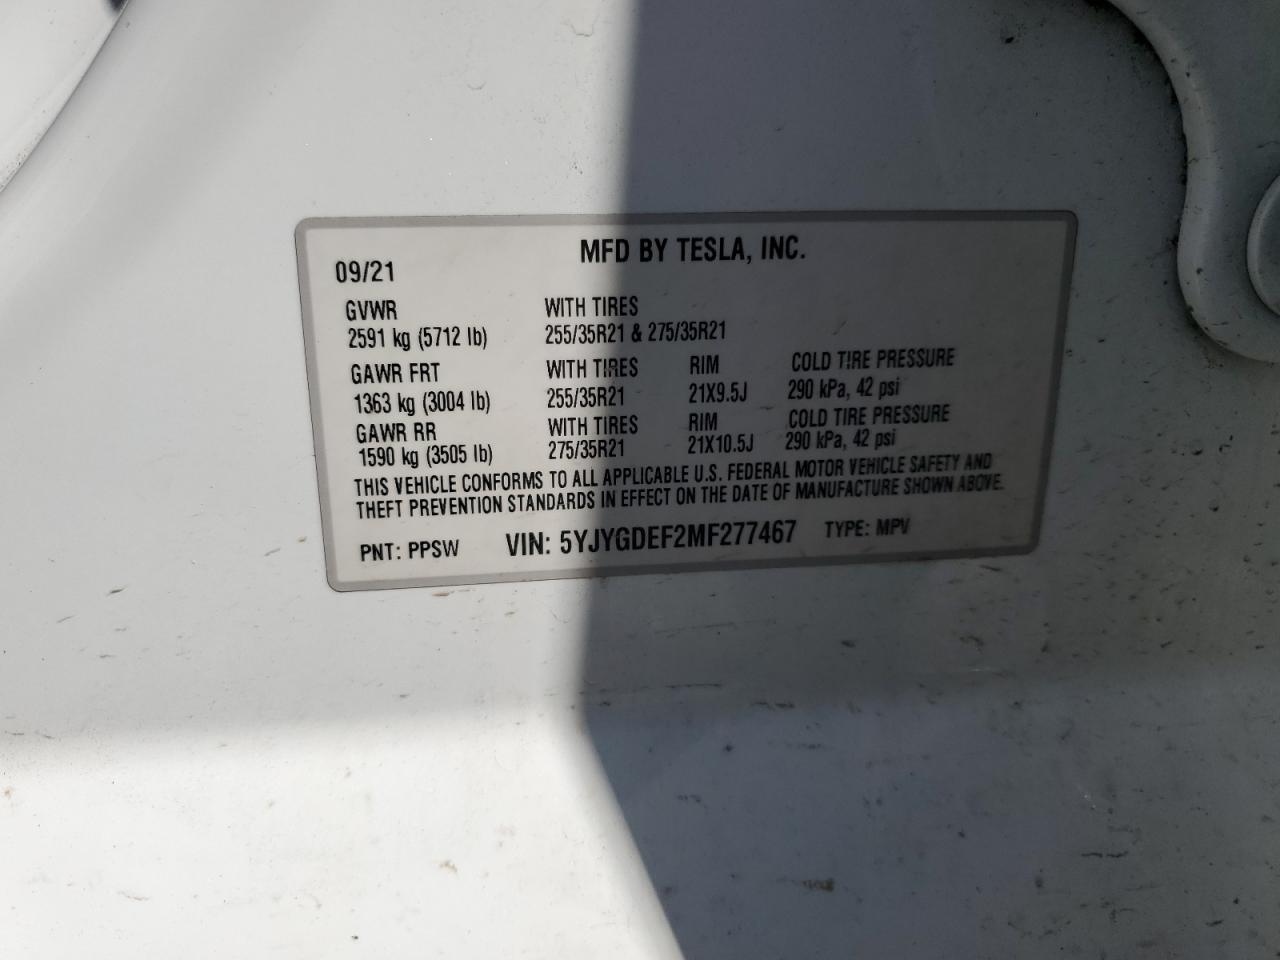 MFD BY TESLA, INC.
09/21
GVWR WITH TIRES
2591 kg (5712 lb) 255/35R21 & 275/35R21
GAWR FRT WITH TIRES RIM COLD TIRE PRESSURE
1363 kg (3004 lb) 255/35R21 21X9.5J 290 kPa, 42 psi
GAWR RR WITH TIRES RIM COLD TIRE PRESSURE
1590 kg (3505 lb) 275/35R21 21X10.5J 290 kPa, 42 psi
THIS VEHICLE CONFORMS TO ALL APPLICABLE U.S. FEDERAL MOTOR VEHICLE SAFETY AND
THEFT PREVENTION STANDARDS IN EFFECT ON THE DATE OF MANUFACTURE SHOWN ABOVE.
PNT: PPSW VIN: 5YJYGDEF2MF277467 TYPE: MPV